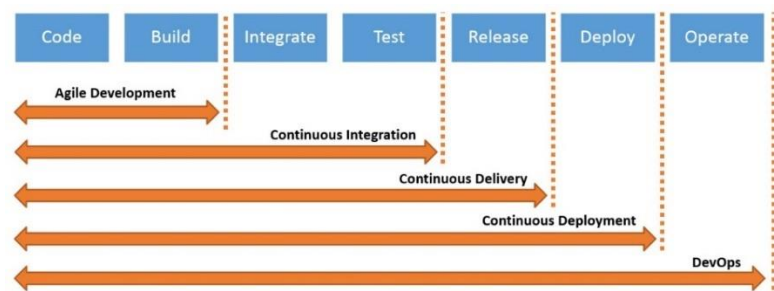 Code Build Integrate Test Release Deploy Operate
Agile Development
Continuous Integration
Continuous Delivery
Continuous Deployment
DevOps